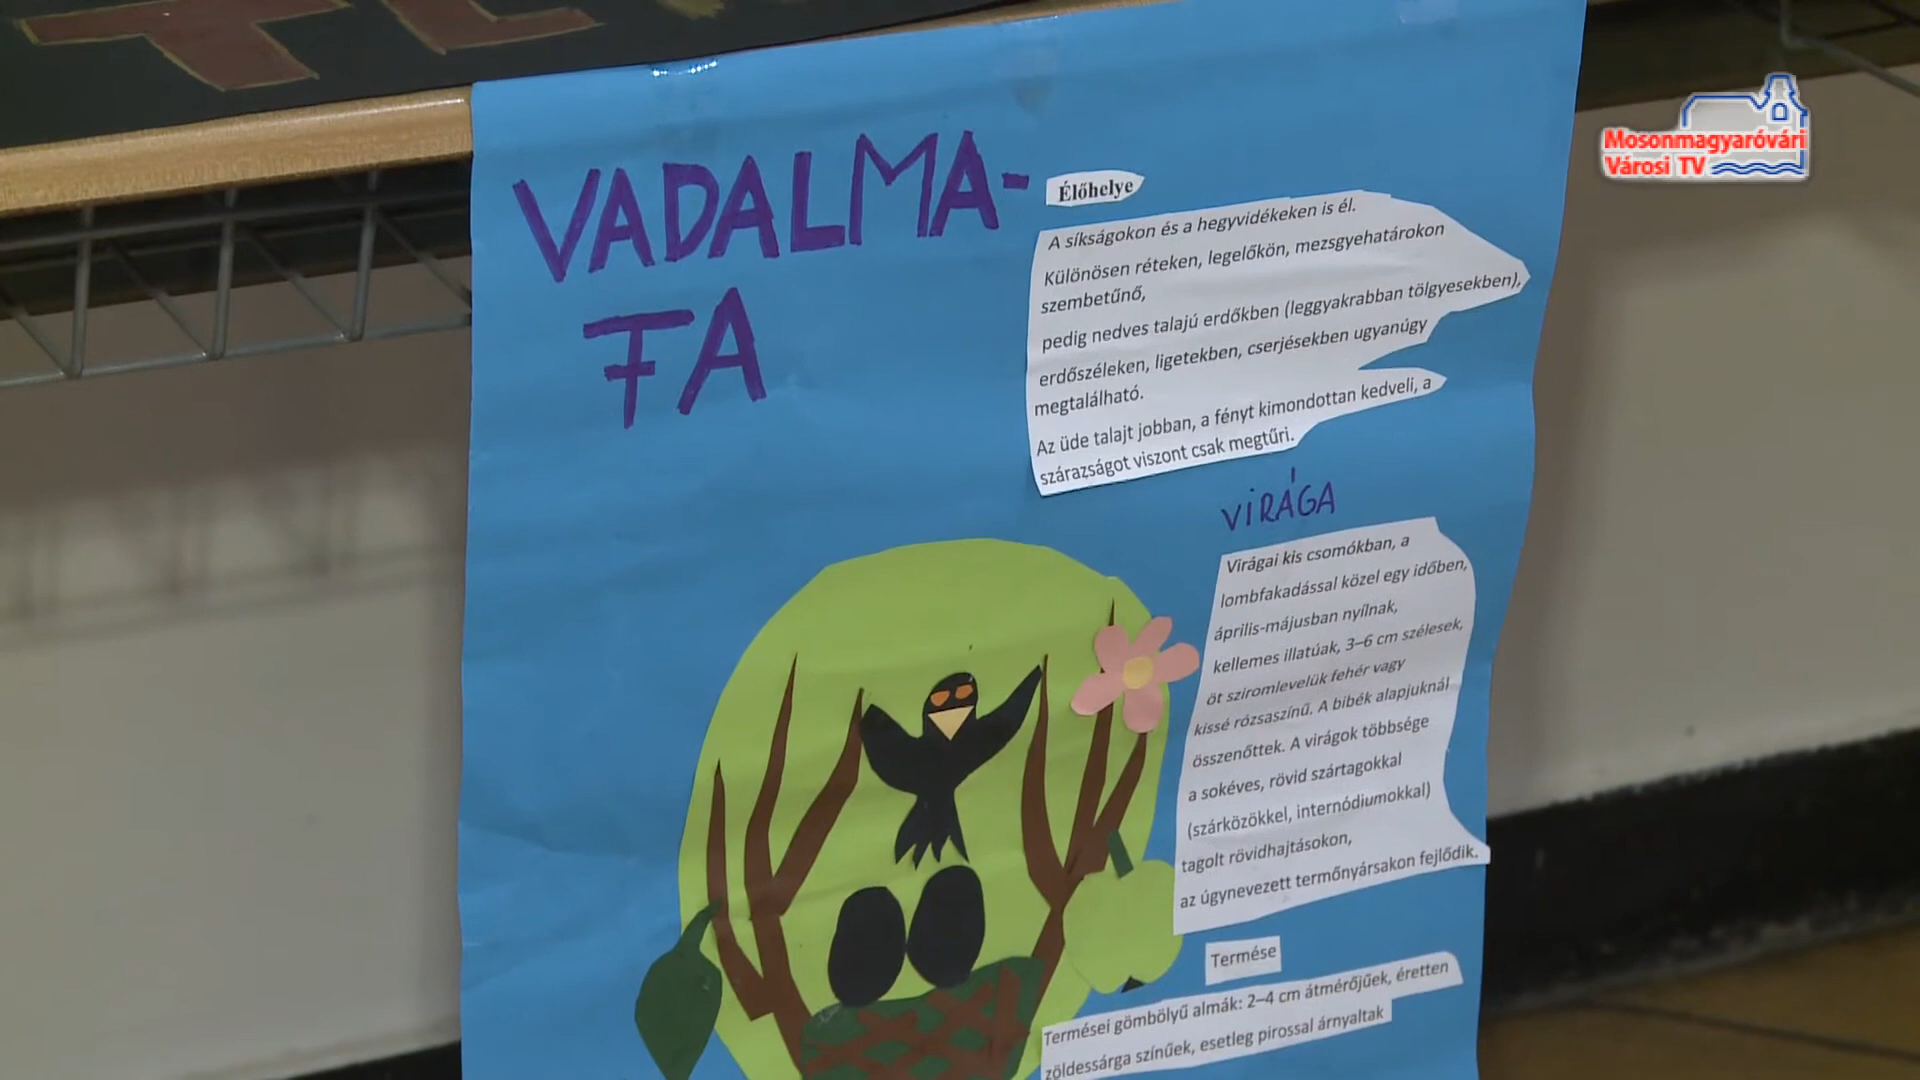 VADALMA-
FA
Élőhelye
A síkságokon és a hegyvidékeken is él.
Különösen réteken, legelőkön, mezsgyehatárokon
szembetűnő,
pedig nedves talajú erdőkben (leggyakrabban tölgyesekben),
erdőszéleken, ligetekben, cserjésekben ugyanúgy
megtalálható.
Az üde talajt jobban, a fényt kimondottan kedveli, a
szárazságot viszont csak megtűri.
VIRÁGA
Virágai kis csomókban, a
lombfakadással közel egy időben,
április-májusban nyílnak,
kellemes illatúak, 3–6 cm szélesek,
öt sziromlevelük fehér vagy
kissé rózsaszínű. A bibék alapjuknál
összenőttek. A virágok többsége
a sokéves, rövid szártagokkal
(szárközökkel, internódiumokkal)
tagolt rövidhajtásokon,
az úgynevezett termőnyársakon fejlődik.
Termése
Termései gömbölyű almák: 2–4 cm átmérőjűek, éretten
zöldessárga színűek, esetleg pirossal árnyaltak
Mosonmagyaróvári
Városi TV